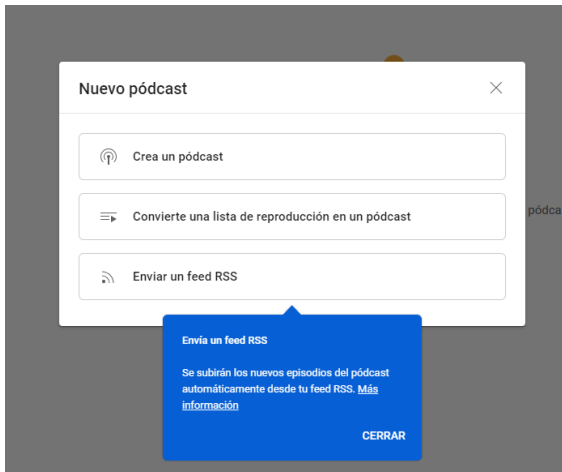 Nuevo pódcast
Crea un pódcast
Convierte una lista de reproducción en un pódcast
pódca
Enviar un feed RSS
Envía un feed RSS
Se subirán los nuevos episodios del pódcast
automáticamente desde tu feed RSS. Más
información
CERRAR